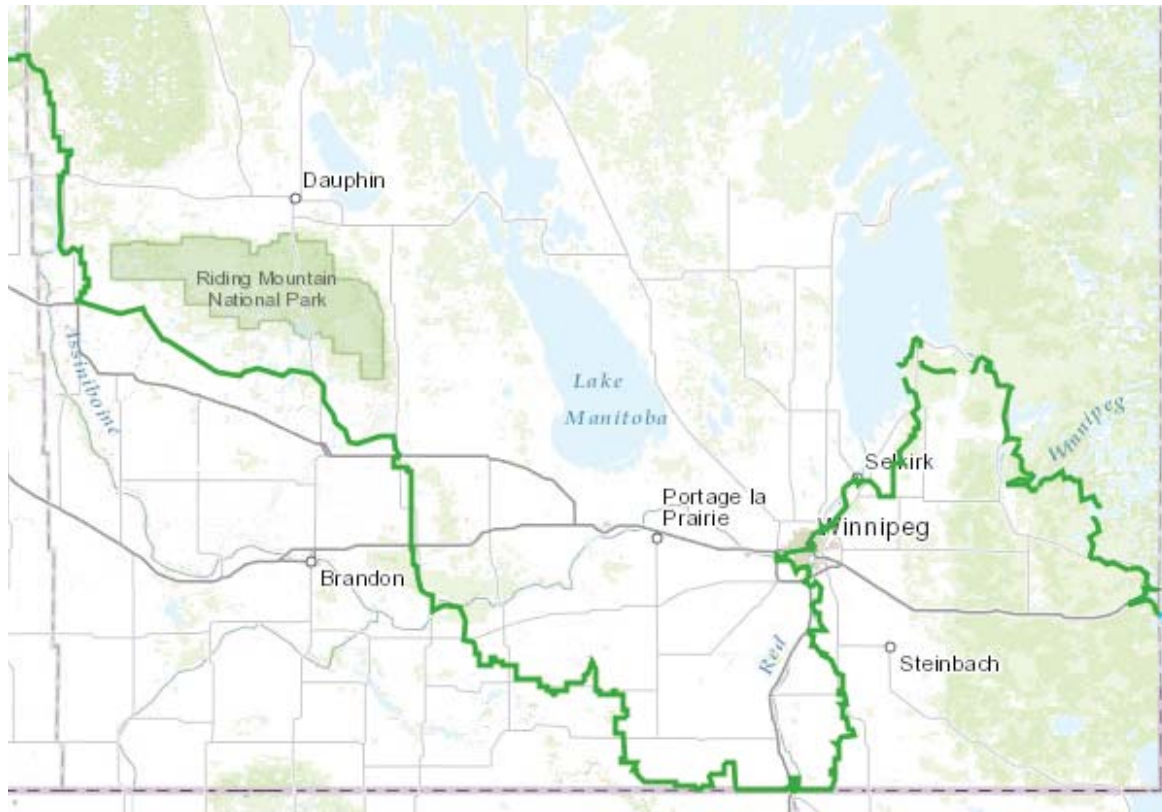 Dauphin
Riding Mountain
National Park
Assiniboine
Lake
Manitoba
Winnipeg
Selkirk
Portage la
Prairie
Winnipeg
Brandon
Red
Steinbach